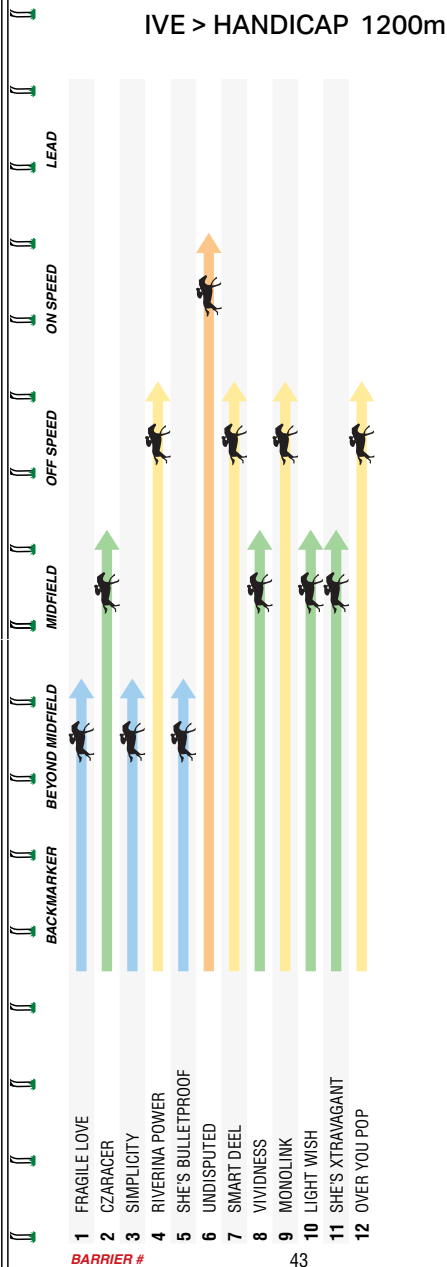 IVE > HANDICAP 1200m
LEAD
ON SPEED
OFF SPEED
MIDFIELD
BEYOND MIDFIELD
BACKMARKER
1 FRAGILE LOVE
2 CZARACER
3 SIMPLICITY
4 RIVERINA POWER
5 SHE'S BULLETPROOF
6 UNDISPUTED
7 SMART DEEL
8 VIVIDNESS
9 MONOLINK
10 LIGHT WISH
11 SHE'S XTRAVAGANT
12 OVER YOU POP
BARRIER #
43